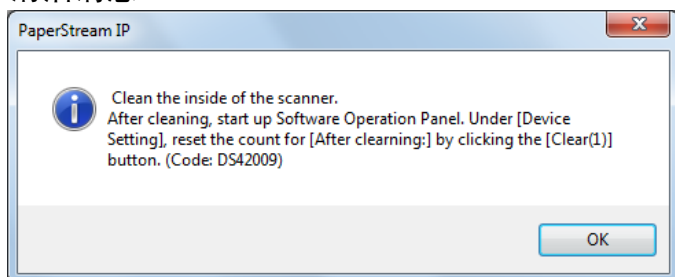 PaperStream IP
Clean the inside of the scanner.
After cleaning, start up Software Operation Panel. Under [Device
Setting], reset the count for [After clearning:] by clicking the [Clear(1)]
button. (Code: DS42009)
OK